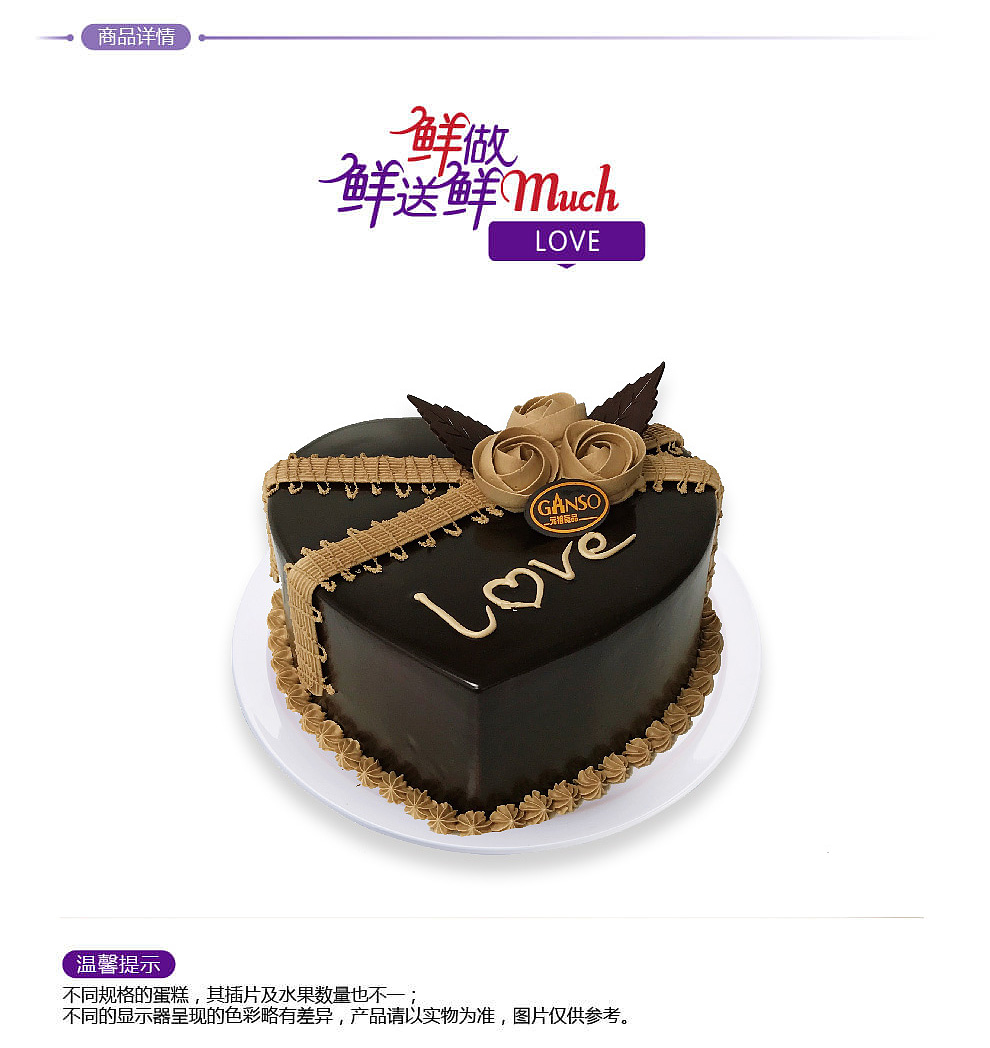 商品详情
鲜做
鲜送鲜Much
LOVE
GANSO
Love
温馨提示
不同规格的蛋糕，其插片及水果数量也不一；
不同的显示器呈现的色彩略有差异，产品请以实物为准，图片仅供参考。